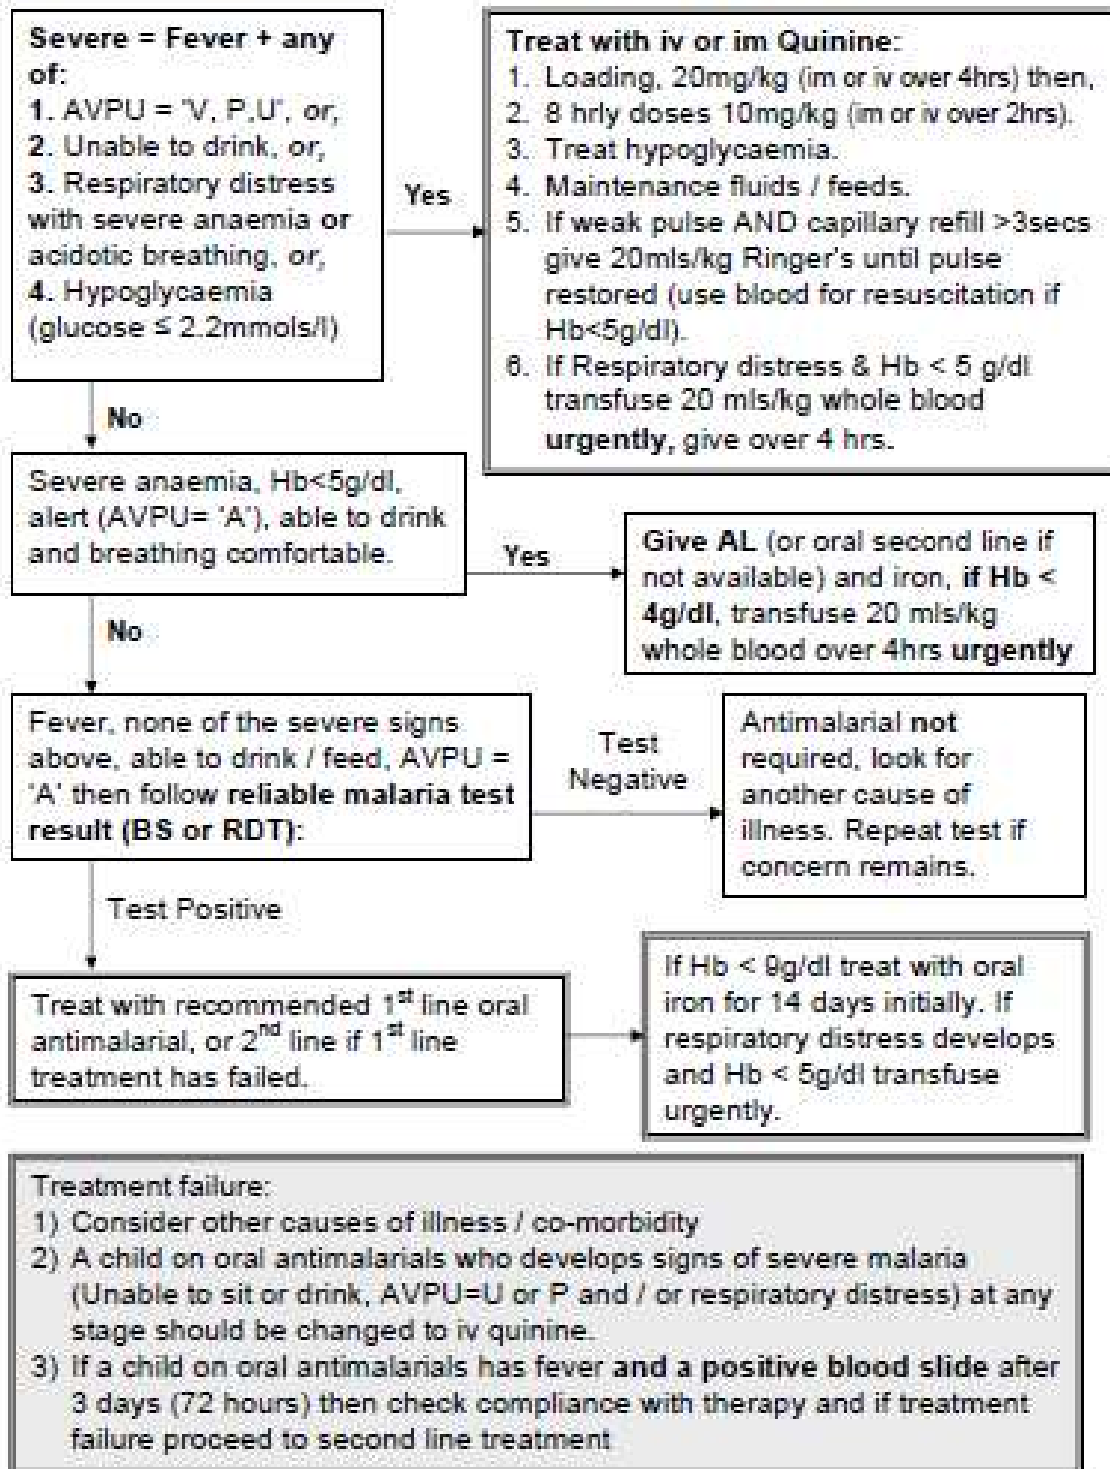 Severe = Fever + any
of:
1. AVPU = 'V, P,U', or,
2. Unable to drink, or,
3. Respiratory distress
with severe anaemia or
acidotic breathing, or,
4. Hypoglycaemia
(glucose ≤ 2.2mmols/l)
Yes
Treat with iv or im Quinine:
1. Loading, 20mg/kg (im or iv over 4hrs) then,
2. 8 hrly doses 10mg/kg (im or iv over 2hrs).
3. Treat hypoglycaemia.
4. Maintenance fluids / feeds.
5. If weak pulse AND capillary refill >3secs
give 20mls/kg Ringer's until pulse
restored (use blood for resuscitation if
Hb<5g/dl).
6. If Respiratory distress & Hb < 5 g/dl
transfuse 20 mls/kg whole blood
urgently, give over 4 hrs.
No
Severe anaemia, Hb<5g/dl,
alert (AVPU= 'A'), able to drink
and breathing comfortable.
Yes
Give AL (or oral second line if
not available) and iron, if Hb <
4g/dl, transfuse 20 mls/kg
whole blood over 4hrs urgently
No
Fever, none of the severe signs
above, able to drink / feed, AVPU =
'A' then follow reliable malaria test
result (BS or RDT):
Test
Negative
Antimalarial not
required, look for
another cause of
illness. Repeat test if
concern remains.
Test Positive
Treat with recommended 1st line oral
antimalarial, or 2nd line if 1st line
treatment has failed.
If Hb < 9g/dl treat with oral
iron for 14 days initially. If
respiratory distress develops
and Hb < 5g/dl transfuse
urgently.
Treatment failure:
1) Consider other causes of illness / co-morbidity
2) A child on oral antimalarials who develops signs of severe malaria
(Unable to sit or drink, AVPU=U or P and / or respiratory distress) at any
stage should be changed to iv quinine.
3) If a child on oral antimalarials has fever and a positive blood slide after
3 days (72 hours) then check compliance with therapy and if treatment
failure proceed to second line treatment